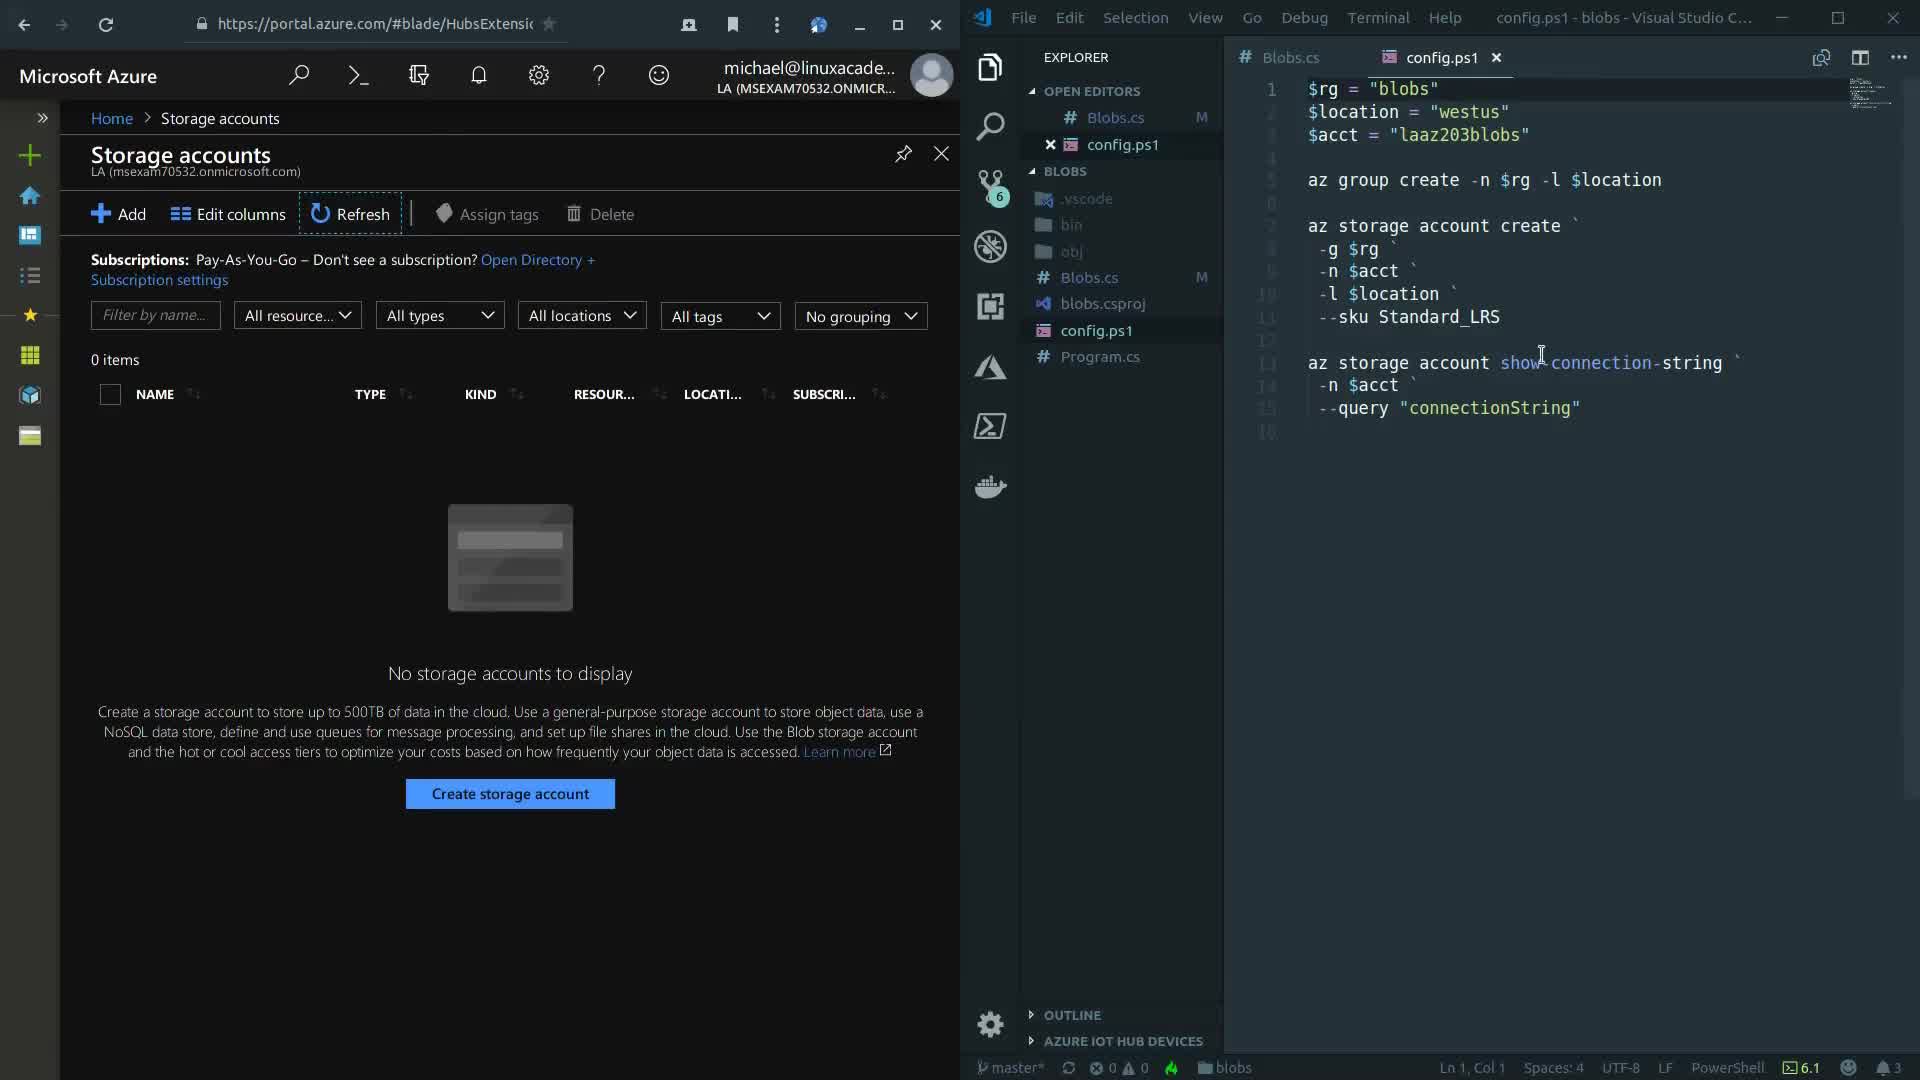 https://portal.azure.com/#blade/HubsExtensic
Microsoft Azure
michael@linuxacade...
LA (MSEXAM70532.ONMICR...
Home > Storage accounts
Storage accounts
LA (msexam70532.onmicrosoft.com)
Add
Edit columns
Refresh
Assign tags
Delete
Subscriptions: Pay-As-You-Go – Don't see a subscription? Open Directory +
Subscription settings
Filter by name...
All resource...
All types
All locations
All tags
No grouping
0 items
NAME
TYPE
KIND
RESOUR...
LOCATI...
SUBSCRI...
No storage accounts to display
Create a storage account to store up to 500TB of data in the cloud. Use a general-purpose storage account to store object data, use a
NoSQL data store, define and use queues for message processing, and set up file shares in the cloud. Use the Blob storage account
and the hot or cool access tiers to optimize your costs based on how frequently your object data is accessed. Learn more
Create storage account
File Edit Selection View Go Debug Terminal Help
config.ps1 - blobs - Visual Studio C...
EXPLORER
OPEN EDITORS
# Blobs.cs M
config.ps1
BLOBS
.vscode
bin
obj
# Blobs.cs M
blobs.csproj
config.ps1
# Program.cs
6
OUTLINE
AZURE IOT HUB DEVICES
# Blobs.cs
config.ps1
1 $rg = "blobs"
2 $location = "westus"
3 $acct = "laaz203blobs"
4
5 az group create -n $rg -l $location
6
7 az storage account create `
8 -g $rg `
9 -n $acct `
10 -l $location `
11 --sku Standard_LRS
12
13 az storage account show-connection-string `
14 -n $acct `
15 --query "connectionString"
16
master*
0
0
blobs
Ln 1, Col 1
Spaces: 4
UTF-8
LF
PowerShell
6.1
3